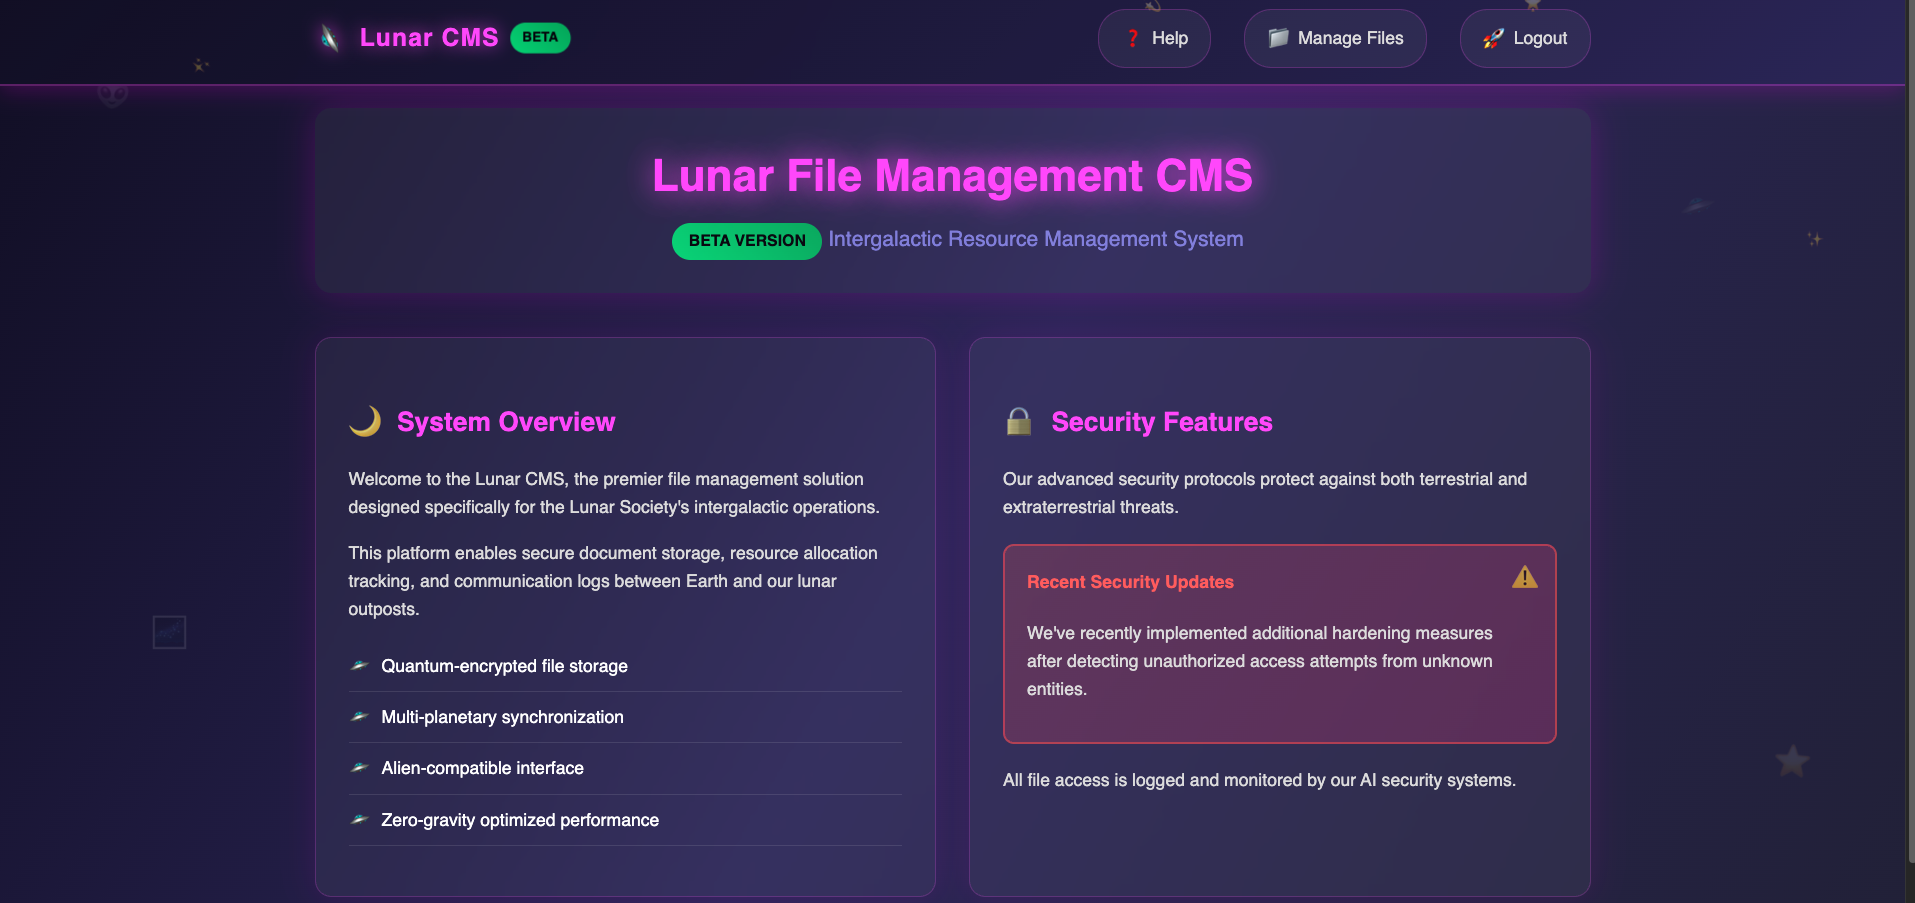 Lunar CMS BETA
Help
Manage Files
Logout
Lunar File Management CMS
BETA VERSION Intergalactic Resource Management System
System Overview
Welcome to the Lunar CMS, the premier file management solution
designed specifically for the Lunar Society's intergalactic operations.
This platform enables secure document storage, resource allocation
tracking, and communication logs between Earth and our lunar
outposts.
Quantum-encrypted file storage
Multi-planetary synchronization
Alien-compatible interface
Zero-gravity optimized performance
Security Features
Our advanced security protocols protect against both terrestrial and
extraterrestrial threats.
Recent Security Updates
We've recently implemented additional hardening measures
after detecting unauthorized access attempts from unknown
entities.
All file access is logged and monitored by our AI security systems.